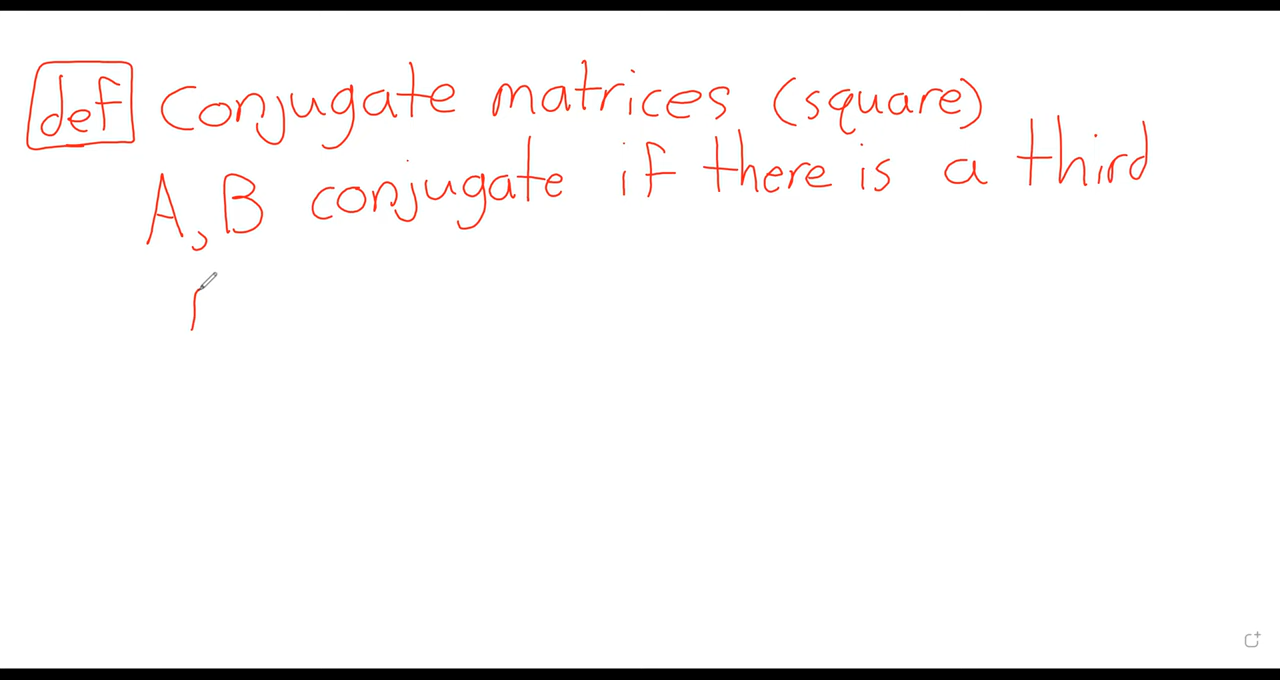 def Conjugate matrices (square)
A, B conjugate if there is a third